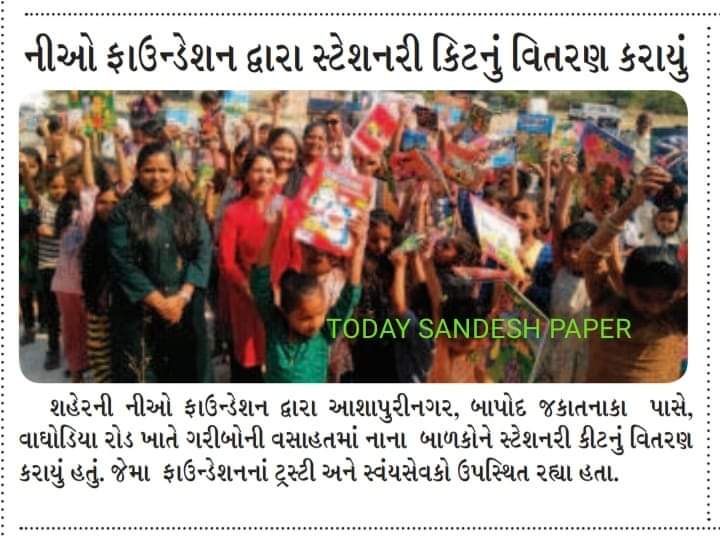 નીઓ ફાઉન્ડેશન દ્વારા સ્ટેશનરી કિટનું વિતરણ કરાયું
TODAY SANDESH PAPER
શહેરની નીઓ ફાઉન્ડેશન દ્વારા આશાપુરીનગર, બાપોદ જકાતનાકા પાસે,
વાઘોડિયા રોડ ખાતે ગરીબોની વસાહતમાં નાના બાળકોને સ્ટેશનરી કીટનું વિતરણ
કરાયું હતું. જેમા ફાઉન્ડેશનનાં ટ્રસ્ટી અને સ્વંયસેવકો ઉપસ્થિત રહ્યા હતા.